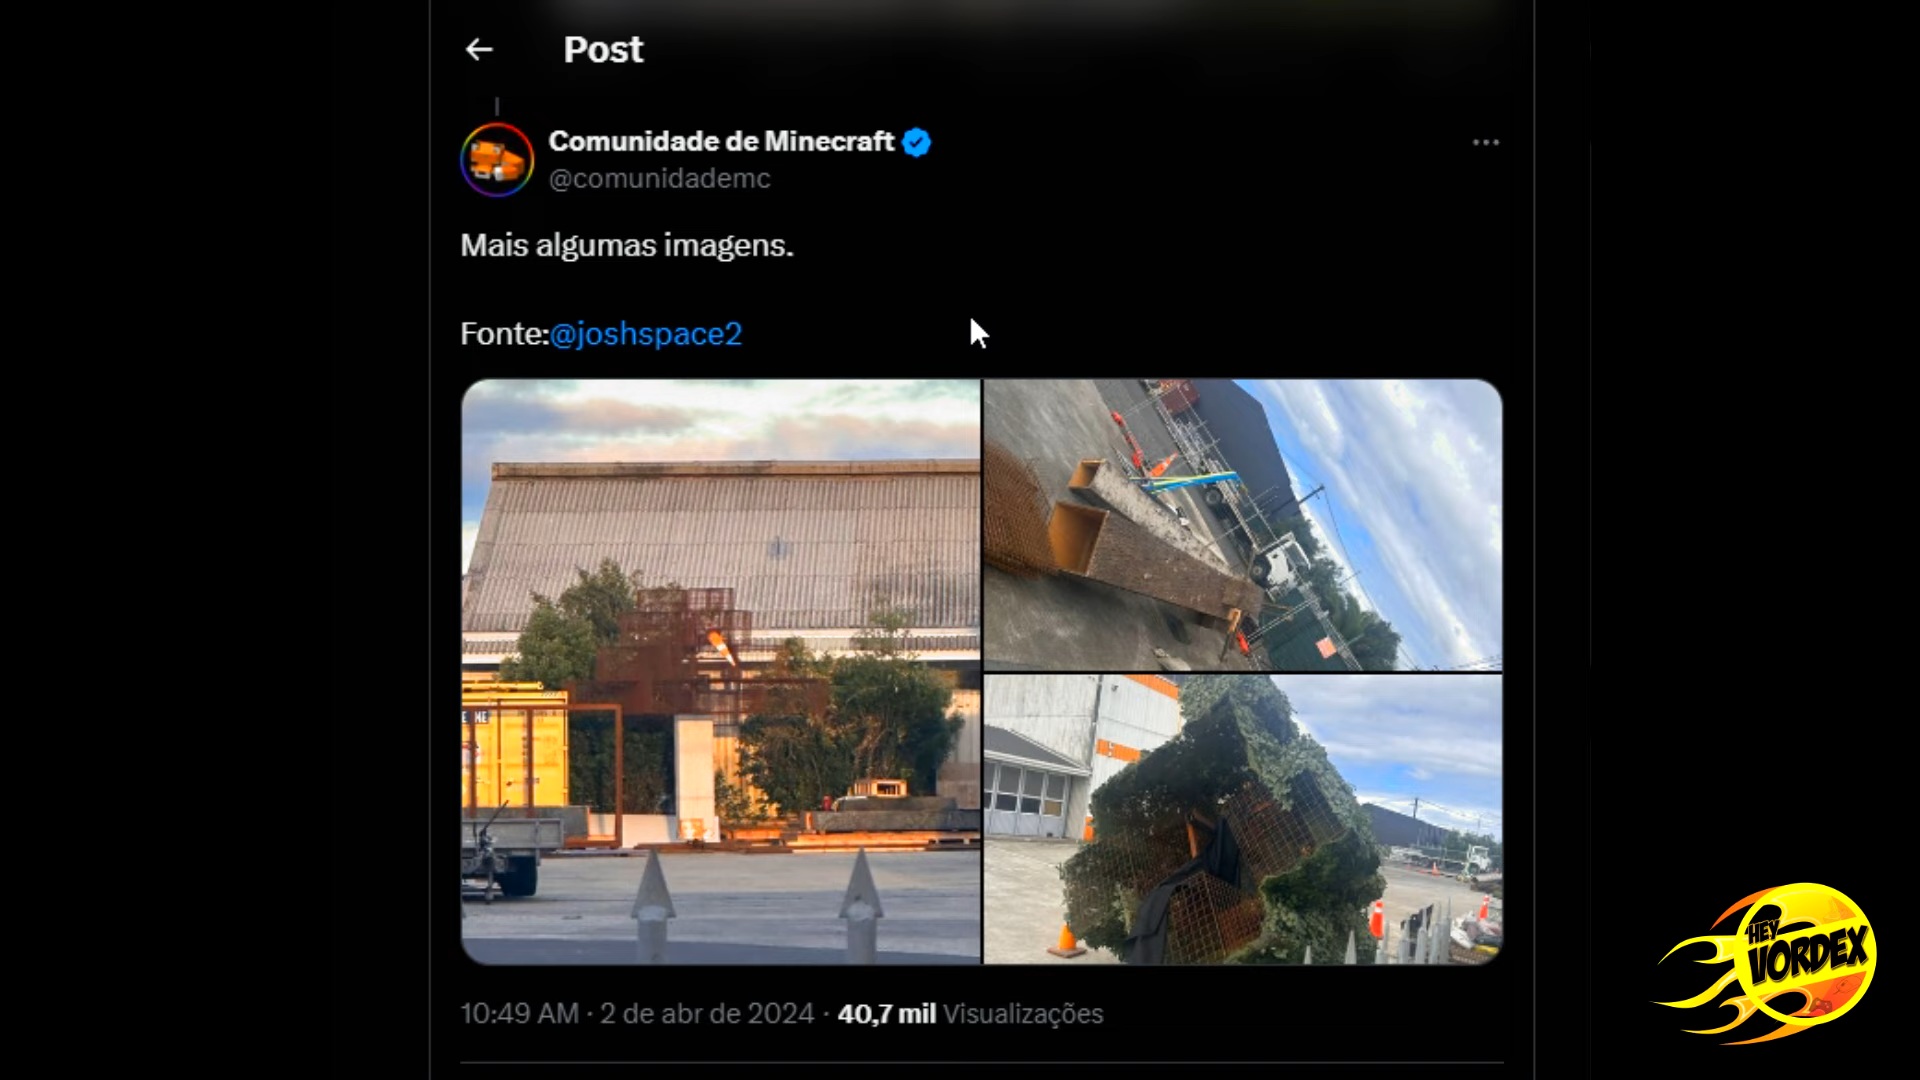 Post
Comunidade de Minecraft
@comunidademc
Mais algumas imagens.
Fonte:@joshspace2
10:49 AM · 2 de abr de 2024 · 40,7 mil Visualizações
HEY
VORDEX